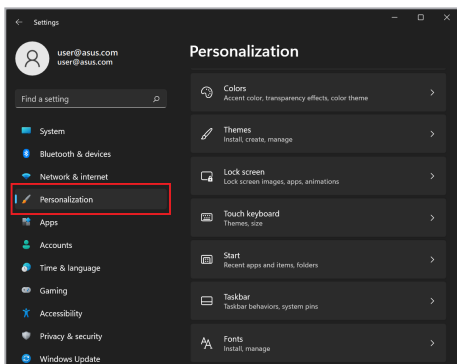 Settings
user@asus.com
user@asus.com
Find a setting
System
Bluetooth & devices
Network & internet
Personalization
Apps
Accounts
Time & language
Gaming
Accessibility
Privacy & security
Windows Update
Personalization
Colors
Accent color, transparency effects, color theme
Themes
Install, create, manage
Lock screen
Lock screen images, apps, animations
Touch keyboard
Themes, size
Start
Recent apps and items, folders
Taskbar
Taskbar behaviors, system pins
Fonts
Install, manage